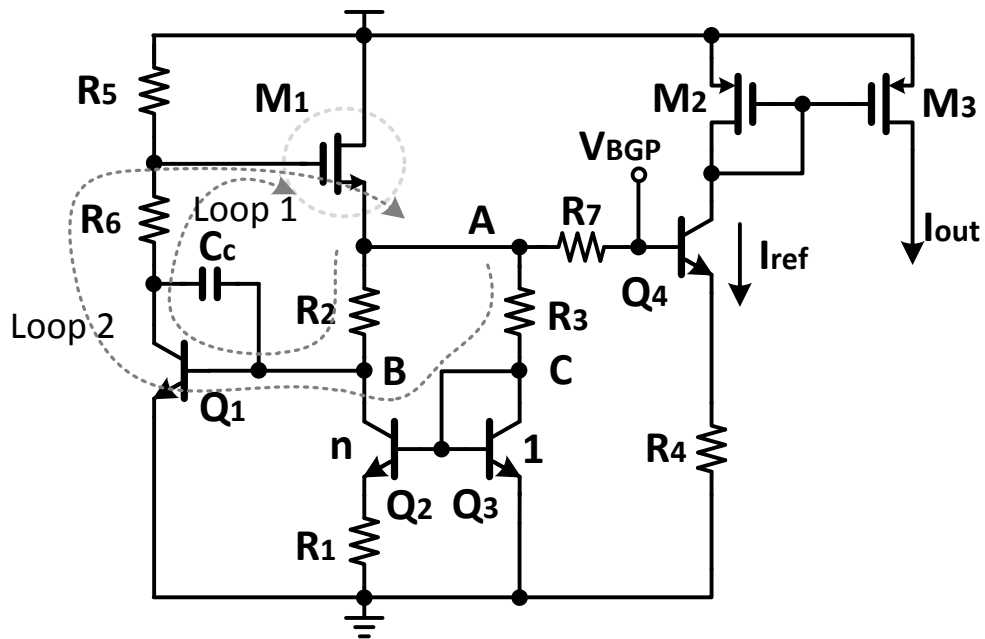 R5
M1
M2
M3
VBGP
R6
Loop 1
A
R7
Cc
Iout
Iref
Q4
Loop 2
R2
R3
B
C
Q1
n
1
R4
Q2
Q3
R1